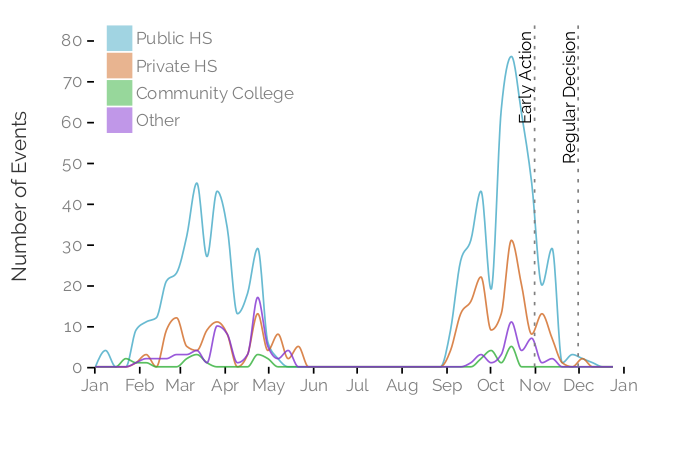 Number of Events
80
70
60
50
40
30
20
10
0
Public HS
Private HS
Community College
Other
Early Action
Regular Decision
Jan Feb Mar Apr May Jun Jul Aug Sep Oct Nov Dec Jan